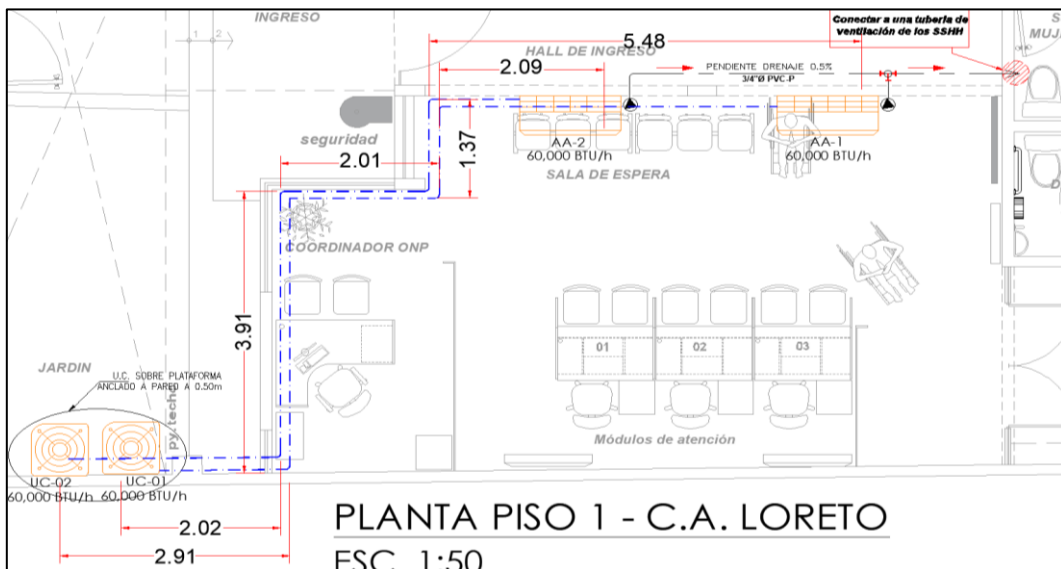 INGRESO
1
2
Conectar a una tubería de
ventilación de los SSHH
MUJ
HALL DE INGRESO
5.48
2.09
PENDIENTE DRENAJE 0.5%
3/4"Ø PVC-P
seguridad
2.01
1.37
AA-2
60,000 BTU/h
AA-1
60,000 BTU/h
SALA DE ESPERA
COORDINADOR ONP
3.91
01
02
03
JARDIN
U.C. SOBRE PLATAFORMA
ANCLADO A PARED A 0.50m
py.techo
Módulos de atención
UC-02
60,000 BTU/h
UC-01
60,000 BTU/h
2.02
2.91
PLANTA PISO 1 - C.A. LORETO
ESC. 1:50